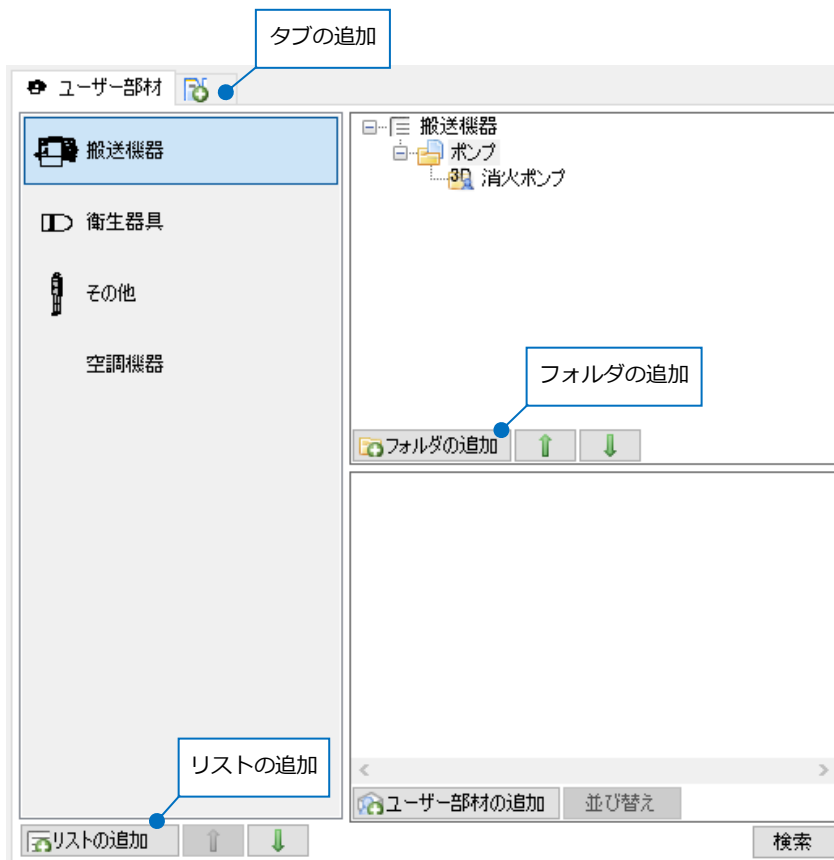 タブの追加
ユーザー部材
搬送機器
衛生器具
その他
空調機器
搬送機器
ポンプ
3D 消火ポンプ
フォルダの追加
フォルダの追加
リストの追加
ユーザー部材の追加 並び替え
リストの追加
検索